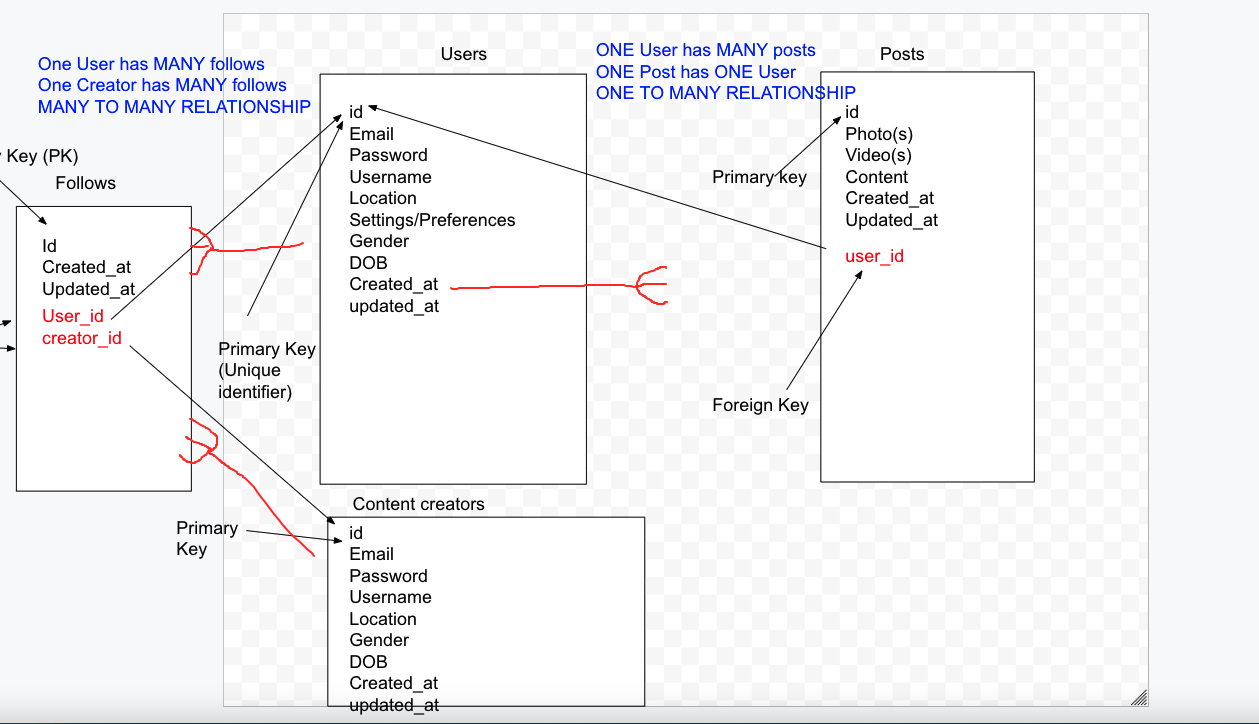 One User has MANY follows
One Creator has MANY follows
MANY TO MANY RELATIONSHIP
Key (PK)
Follows
Id
Created_at
Updated_at
User_id
creator_id
Users
id
Email
Password
Username
Location
Settings/Preferences
Gender
DOB
Created_at
updated_at
Primary Key
(Unique
identifier)
ONE User has MANY posts
ONE Post has ONE User
ONE TO MANY RELATIONSHIP
Posts
id
Photo(s)
Video(s)
Content
Created_at
Updated_at
user_id
Primary key
Foreign Key
Content creators
Primary
Key
id
Email
Password
Username
Location
Gender
DOB
Created_at
updated_at